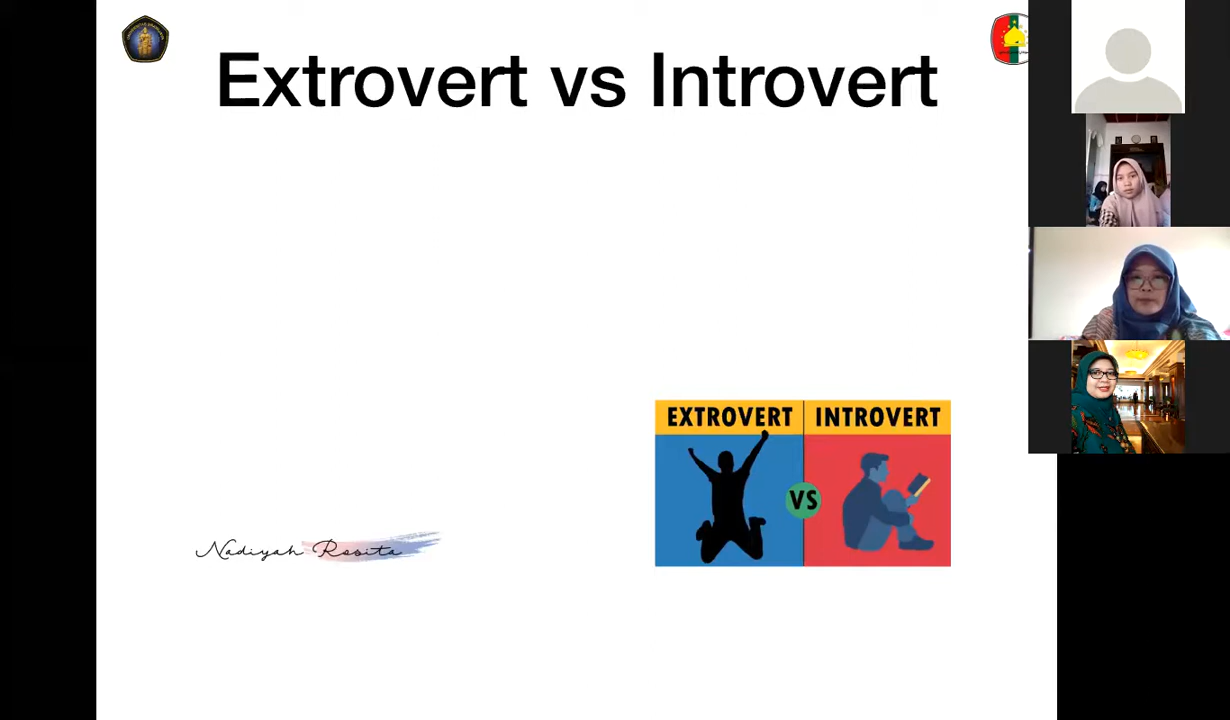 Extrovert vs Introvert
EXTROVERT
INTROVERT
VS
Nadiyah Rosita